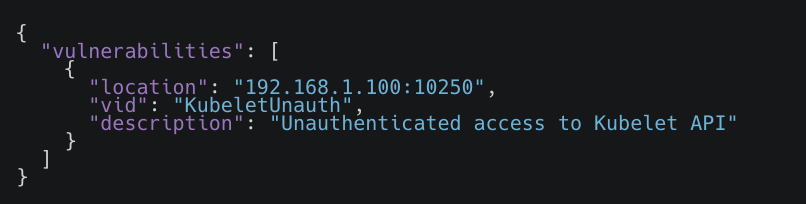 {
  "vulnerabilities": [
    {
      "location": "192.168.1.100:10250",
      "vid": "KubeletUnauth",
      "description": "Unauthenticated access to Kubelet API"
    }
  ]
}